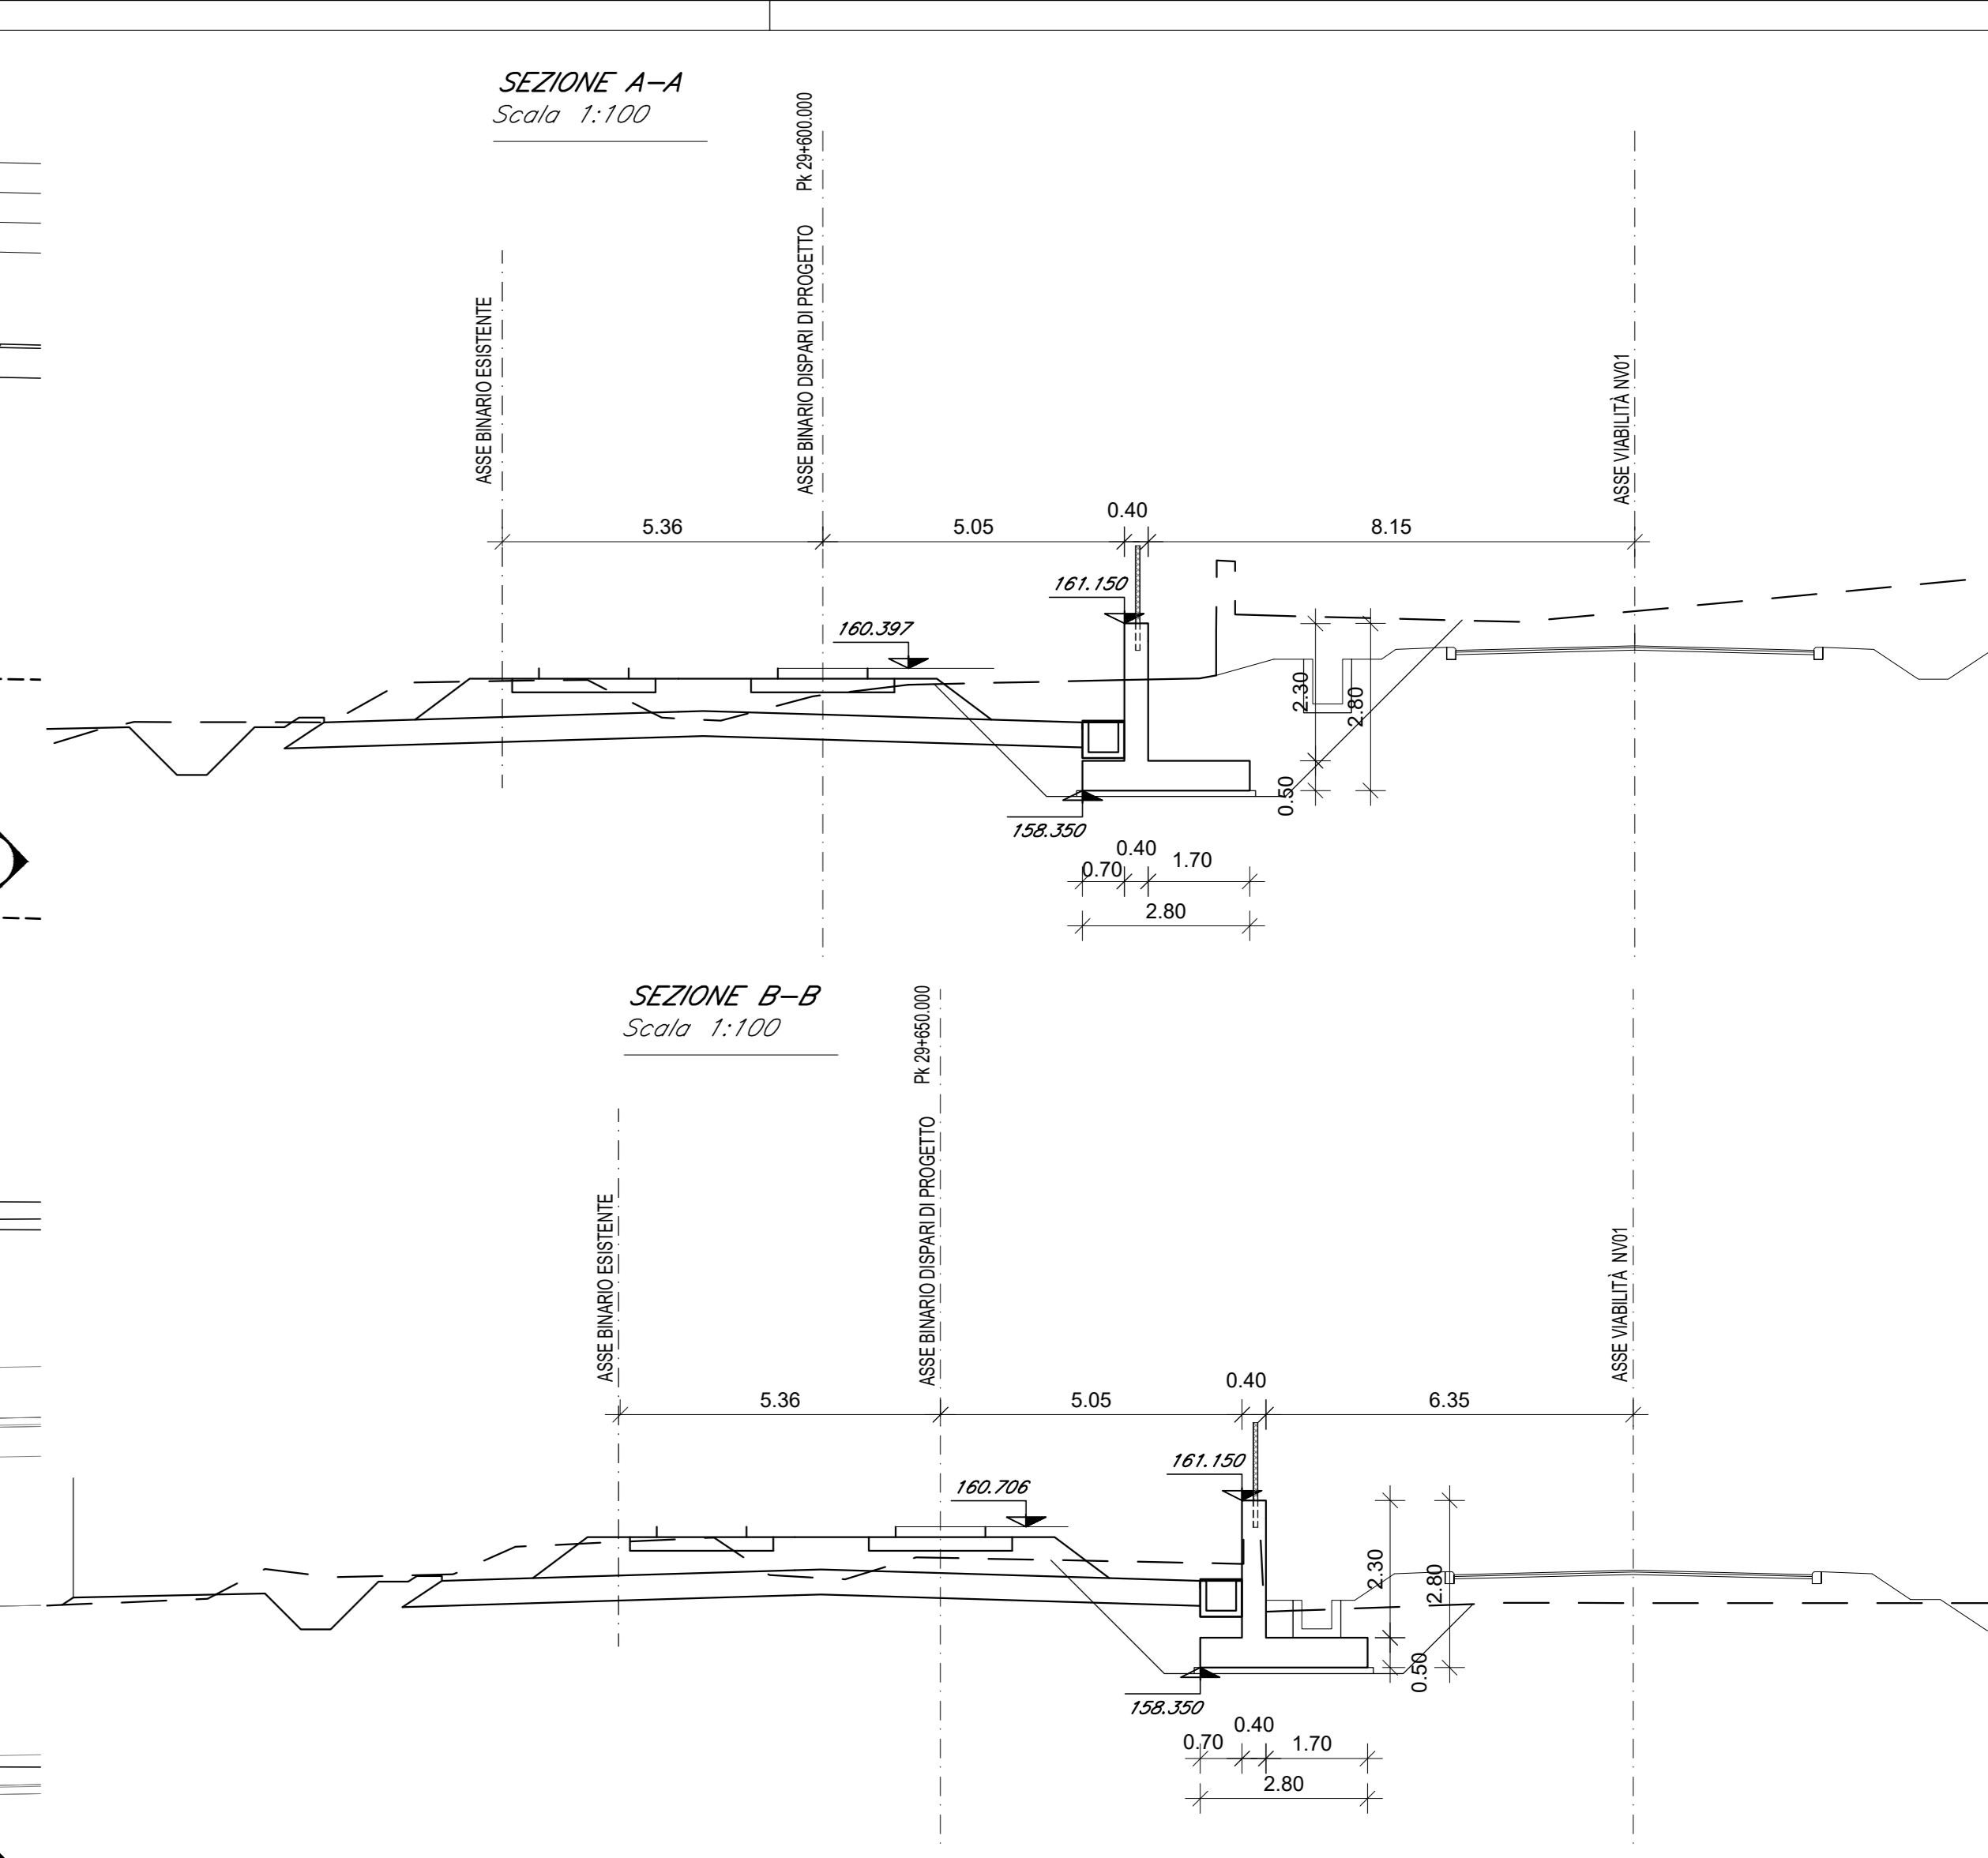 SEZIONE A-A
Scala 1:100
Pk 29+600.000
ASSE BINARIO ESISTENTE
ASSE BINARIO DISPARI DI PROGETTO
ASSE VIABILITÀ NV01
5.36
5.05
0.40
8.15
161.150
160.397
2.30
2.80
0.50
158.350
0.40
0.70
1.70
2.80
SEZIONE B-B
Scala 1:100
Pk 29+650.000
ASSE BINARIO ESISTENTE
ASSE BINARIO DISPARI DI PROGETTO
ASSE VIABILITÀ NV01
5.36
5.05
0.40
6.35
161.150
160.706
2.30
2.80
0.50
158.350
0.40
0.70
1.70
2.80